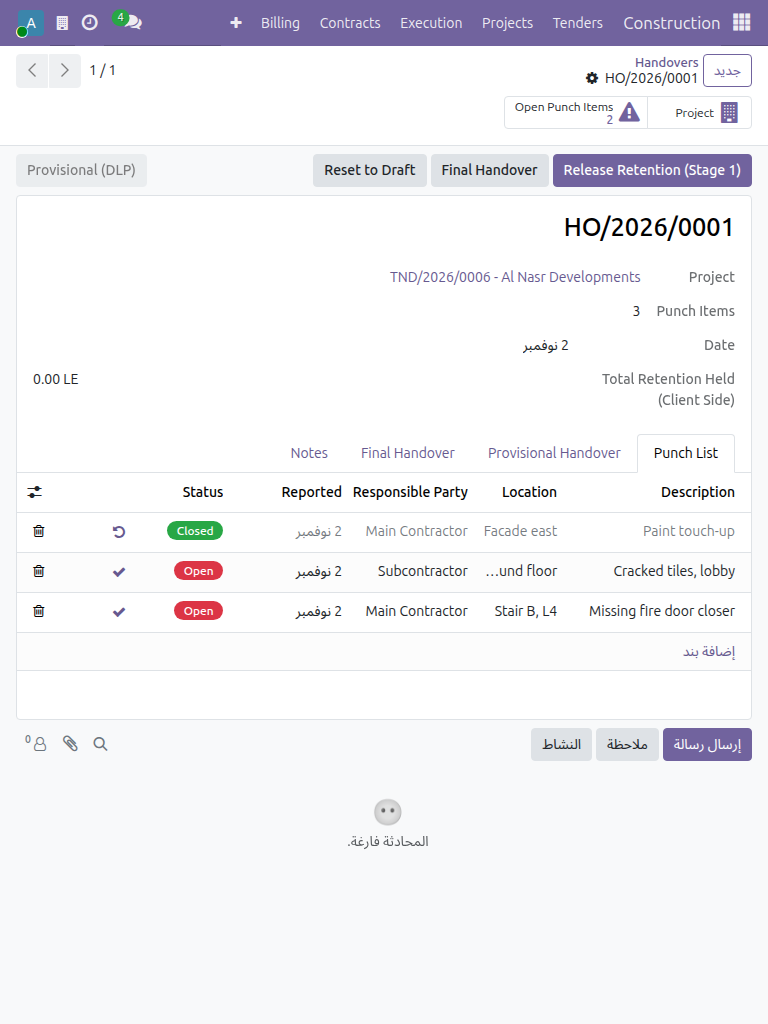 Construction Tenders Projects Execution Contracts Billing + 4 A
جديد Handovers
HO/2026/0001
1 / 1
Project
Open Punch Items
2
Release Retention (Stage 1) Final Handover Reset to Draft Provisional (DLP)
HO/2026/0001
Project TND/2026/0006 - Al Nasr Developments
Punch Items 3
Date 2 نوفمبر
Total Retention Held
(Client Side)
0.00 LE
Punch List Provisional Handover Final Handover Notes
Description Location Responsible Party Reported Status
Paint touch-up Facade east Main Contractor 2 نوفمبر Closed
Cracked tiles, lobby …und floor Subcontractor 2 نوفمبر Open
Missing fire door closer Stair B, L4 Main Contractor 2 نوفمبر Open
إضافة بند
إرسال رسالة ملاحظة النشاط 0
المحادثة فارغة.